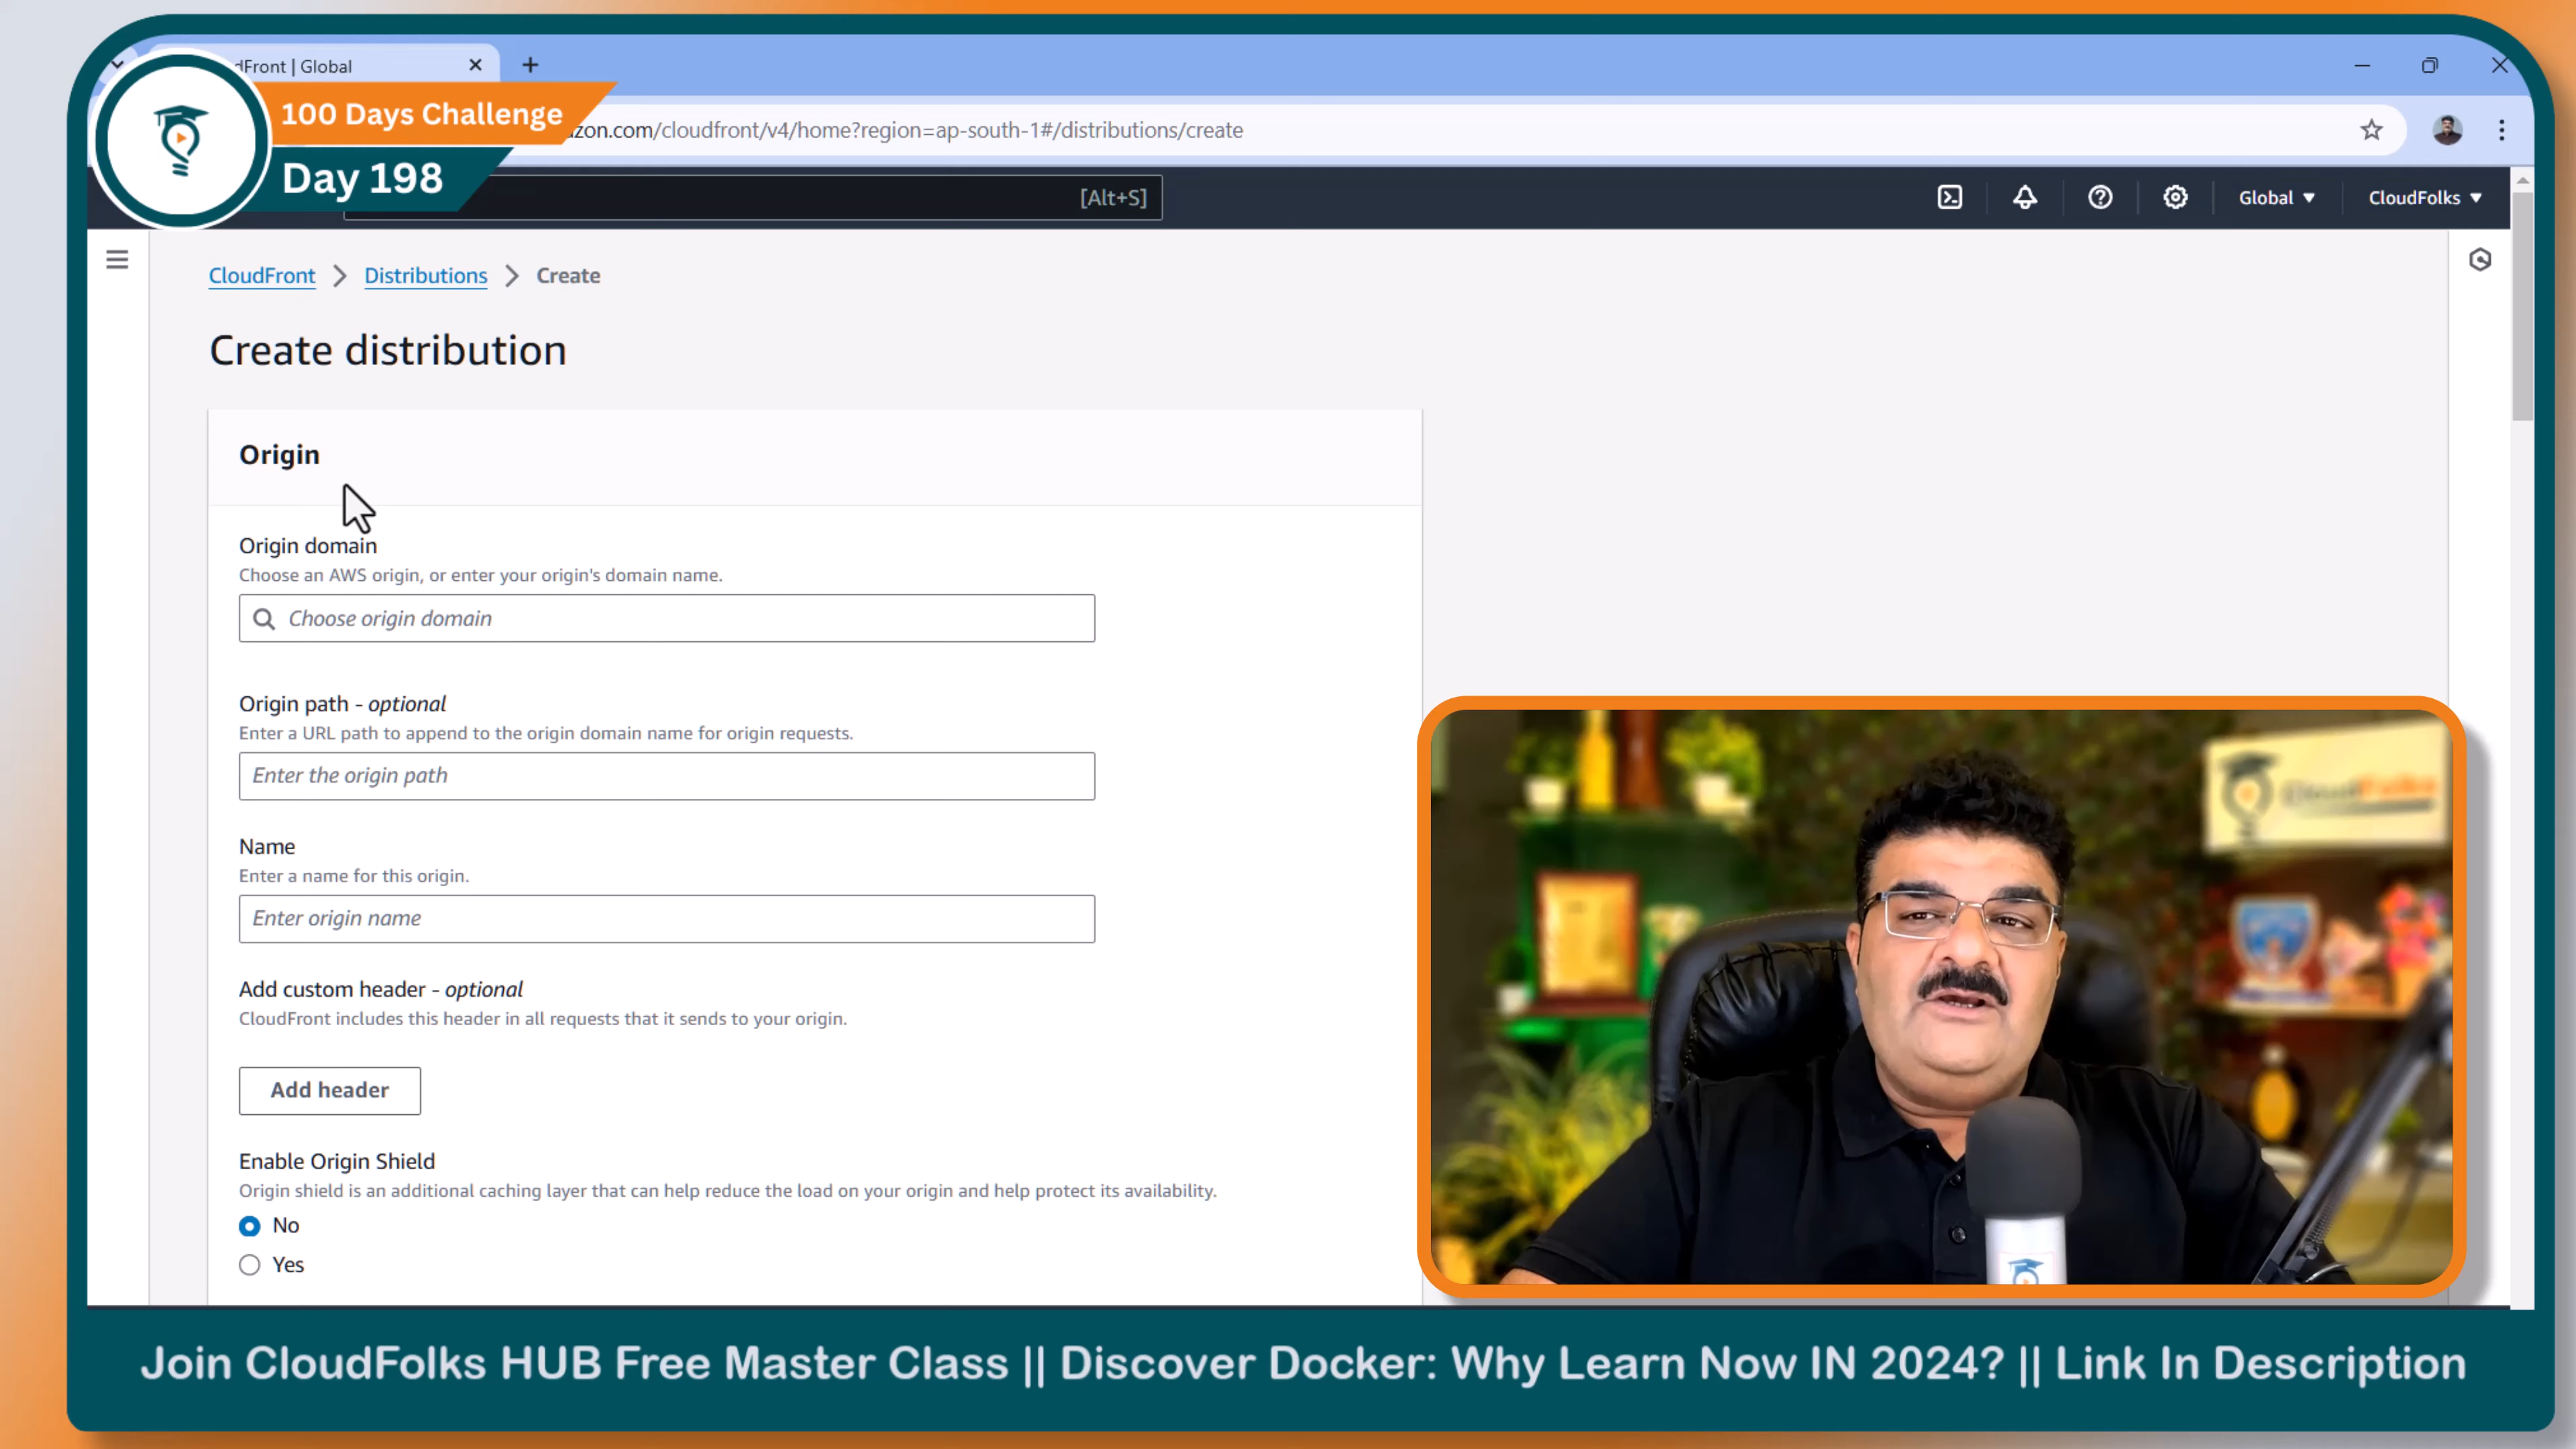 dFront | Global
100 Days Challenge
zon.com/cloudfront/v4/home?region=ap-south-1#/distributions/create
Day 198
[Alt+S]
Global
CloudFolks
CloudFront
Distributions
Create
Create distribution
Origin
Origin domain
Choose an AWS origin, or enter your origin's domain name.
Choose origin domain
Origin path - optional
Enter a URL path to append to the origin domain name for origin requests.
Enter the origin path
Name
Enter a name for this origin.
Enter origin name
Add custom header - optional
CloudFront includes this header in all requests that it sends to your origin.
Add header
Enable Origin Shield
Origin shield is an additional caching layer that can help reduce the load on your origin and help protect its availability.
No
Yes
CloudFolks
Join CloudFolks HUB Free Master Class || Discover Docker: Why Learn Now IN 2024? || Link In Description